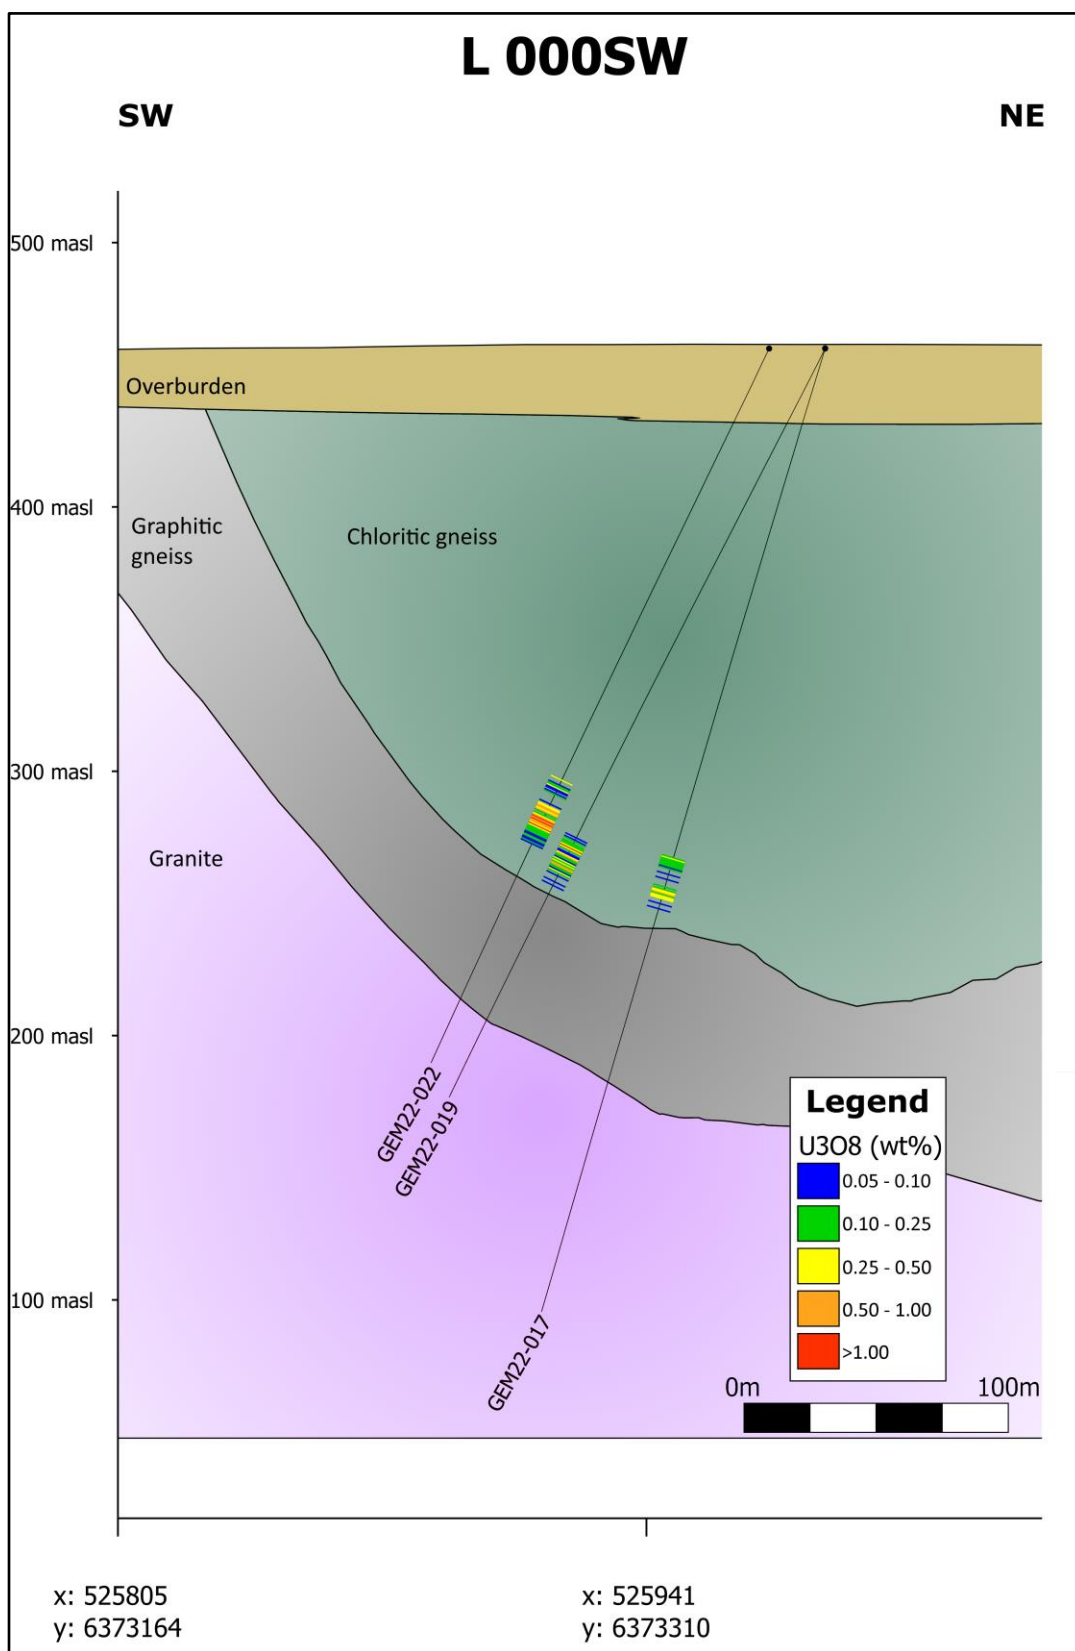 L 000SW
SW
NE
500 masl
Overburden
400 masl
Graphitic
gneiss
Chloritic gneiss
300 masl
Granite
200 masl
GEM22-022
GEM22-019
GEM22-017
Legend
U3O8 (wt%)
0.05 - 0.10
0.10 - 0.25
0.25 - 0.50
0.50 - 1.00
>1.00
100 masl
0m
100m
x: 525805
y: 6373164
x: 525941
y: 6373310